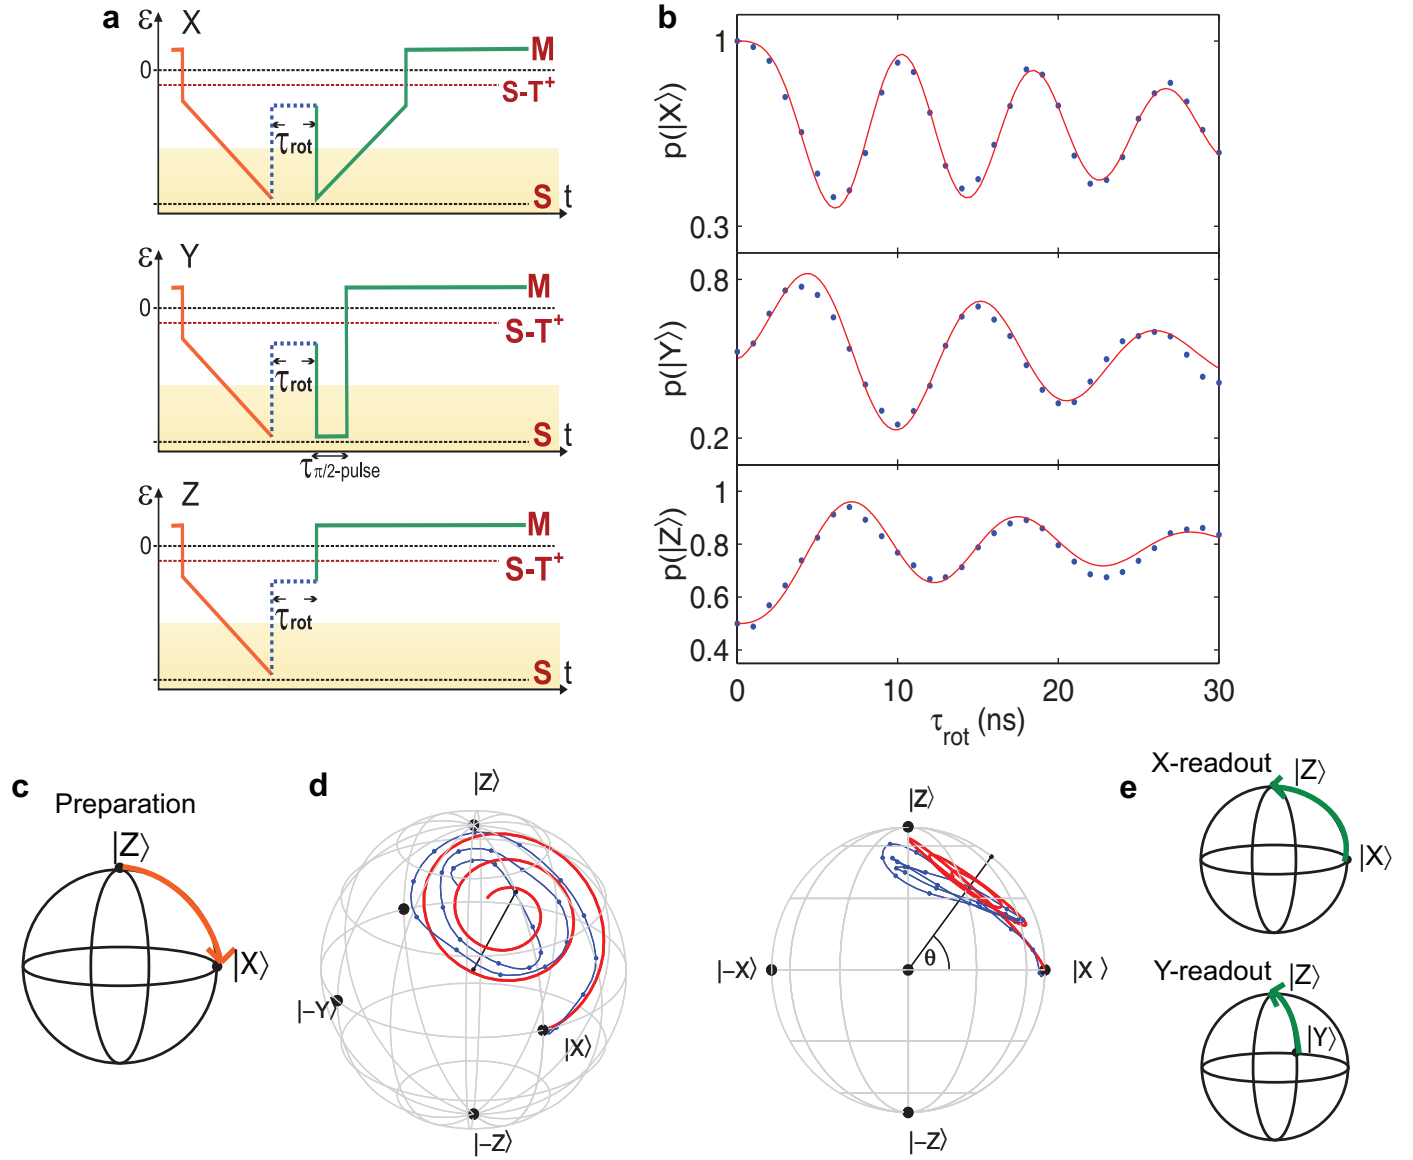 a
ε X
0
M
S-T⁺
τrot
S t
ε Y
0
M
S-T⁺
τrot
S t
τπ/2-pulse
ε Z
0
M
S-T⁺
τrot
S t
b
1
p(|X⟩)
0.3
0.8
p(|Y⟩)
0.2
1
0.8
p(|Z⟩)
0.6
0.4
0 10 20 30
τrot (ns)
c
Preparation
|Z⟩
|X⟩
d
|Z⟩
|−Y⟩
|X⟩
|−Z⟩
|Z⟩
|−X⟩
θ
|X⟩
|−Z⟩
e
X-readout
|Z⟩
|X⟩
Y-readout
|Z⟩
|Y⟩